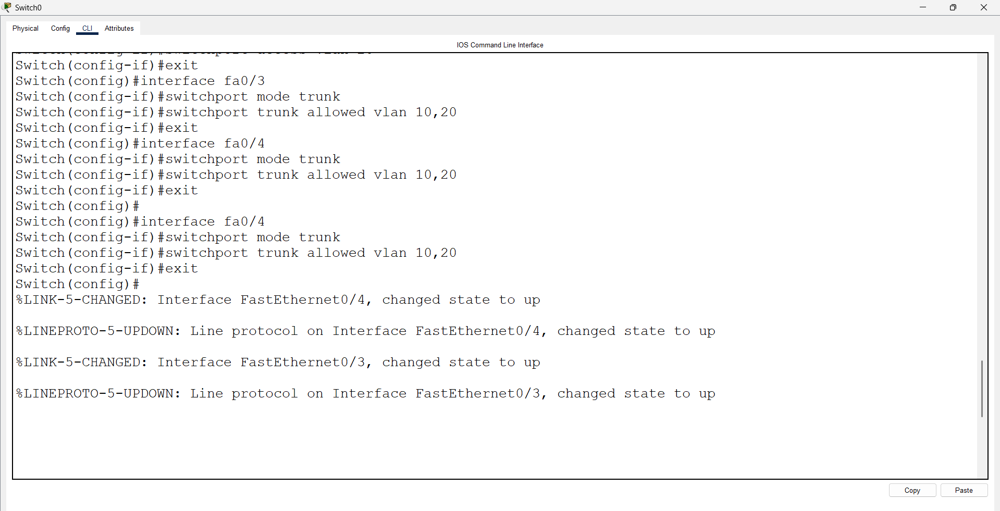 Switch0
Physical Config CLI Attributes
IOS Command Line Interface
Switch(config-if)#exit
Switch(config)#interface fa0/3
Switch(config-if)#switchport mode trunk
Switch(config-if)#switchport trunk allowed vlan 10,20
Switch(config-if)#exit
Switch(config)#interface fa0/4
Switch(config-if)#switchport mode trunk
Switch(config-if)#switchport trunk allowed vlan 10,20
Switch(config-if)#exit
Switch(config)#
Switch(config)#interface fa0/4
Switch(config-if)#switchport mode trunk
Switch(config-if)#switchport trunk allowed vlan 10,20
Switch(config-if)#exit
Switch(config)#
%LINK-5-CHANGED: Interface FastEthernet0/4, changed state to up
%LINEPROTO-5-UPDOWN: Line protocol on Interface FastEthernet0/4, changed state to up
%LINK-5-CHANGED: Interface FastEthernet0/3, changed state to up
%LINEPROTO-5-UPDOWN: Line protocol on Interface FastEthernet0/3, changed state to up
Copy Paste